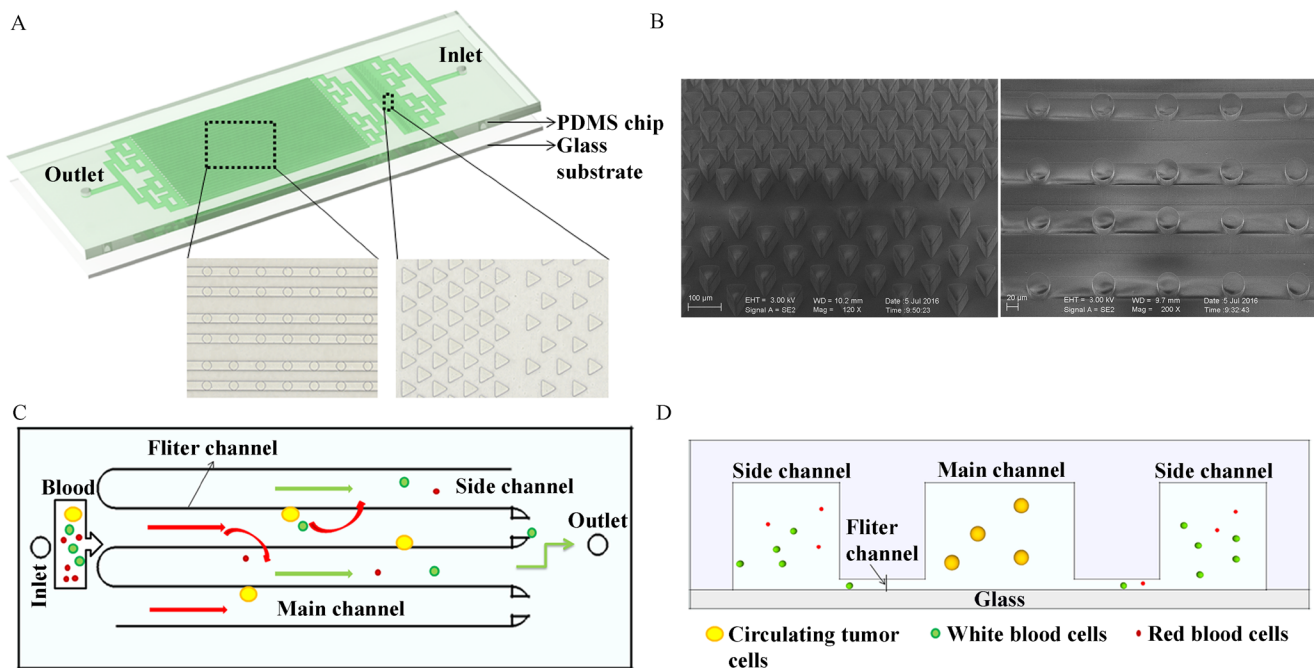 A
Inlet
PDMS chip
Glass
substrate
Outlet
B
100 µm
EHT = 3.00 kV
WD = 10.2 mm
Date :5 Jul 2016
Signal A = SE2
Mag = 120 X
Time :9:50:23
20 µm
EHT = 3.00 kV
WD = 9.7 mm
Date :5 Jul 2016
Signal A = SE2
Mag = 200 X
Time :9:32:43
C
Fliter channel
Blood
Side channel
Outlet
Inlet
Main channel
D
Side channel
Main channel
Side channel
Fliter
channel
Glass
Circulating tumor
cells
White blood cells
Red blood cells